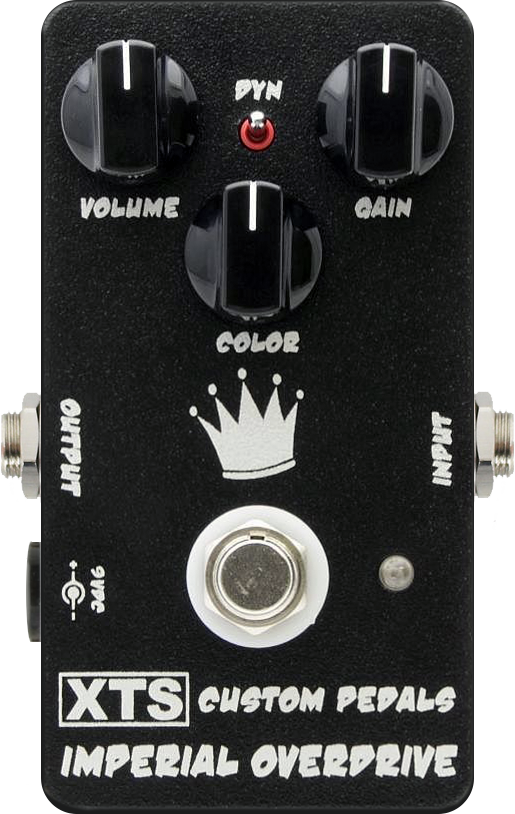 DYN
VOLUME
GAIN
COLOR
OUTPUT
INPUT
9VDC
XTS CUSTOM PEDALS
IMPERIAL OVERDRIVE